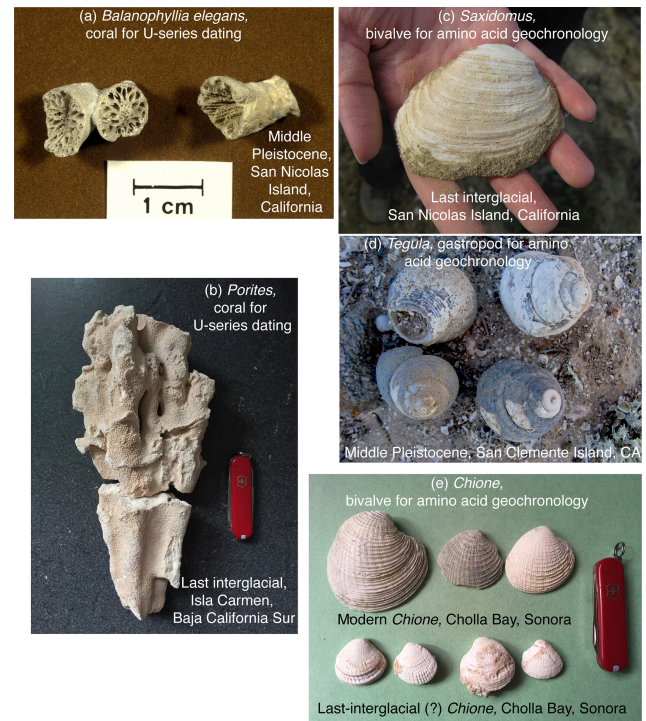 (a) Balanophyllia elegans,
coral for U-series dating
Middle
Pleistocene,
San Nicolas
Island,
California
1 cm
(b) Porites,
coral for
U-series dating
Last interglacial,
Isla Carmen,
Baja California Sur
(c) Saxidomus,
bivalve for amino acid geochronology
Last interglacial,
San Nicolas Island, California
(d) Tegula, gastropod for amino
acid geochronology
Middle Pleistocene, San Clemente Island, CA
(e) Chione,
bivalve for amino acid geochronology
Modern Chione, Cholla Bay, Sonora
Last-interglacial (?) Chione, Cholla Bay, Sonora